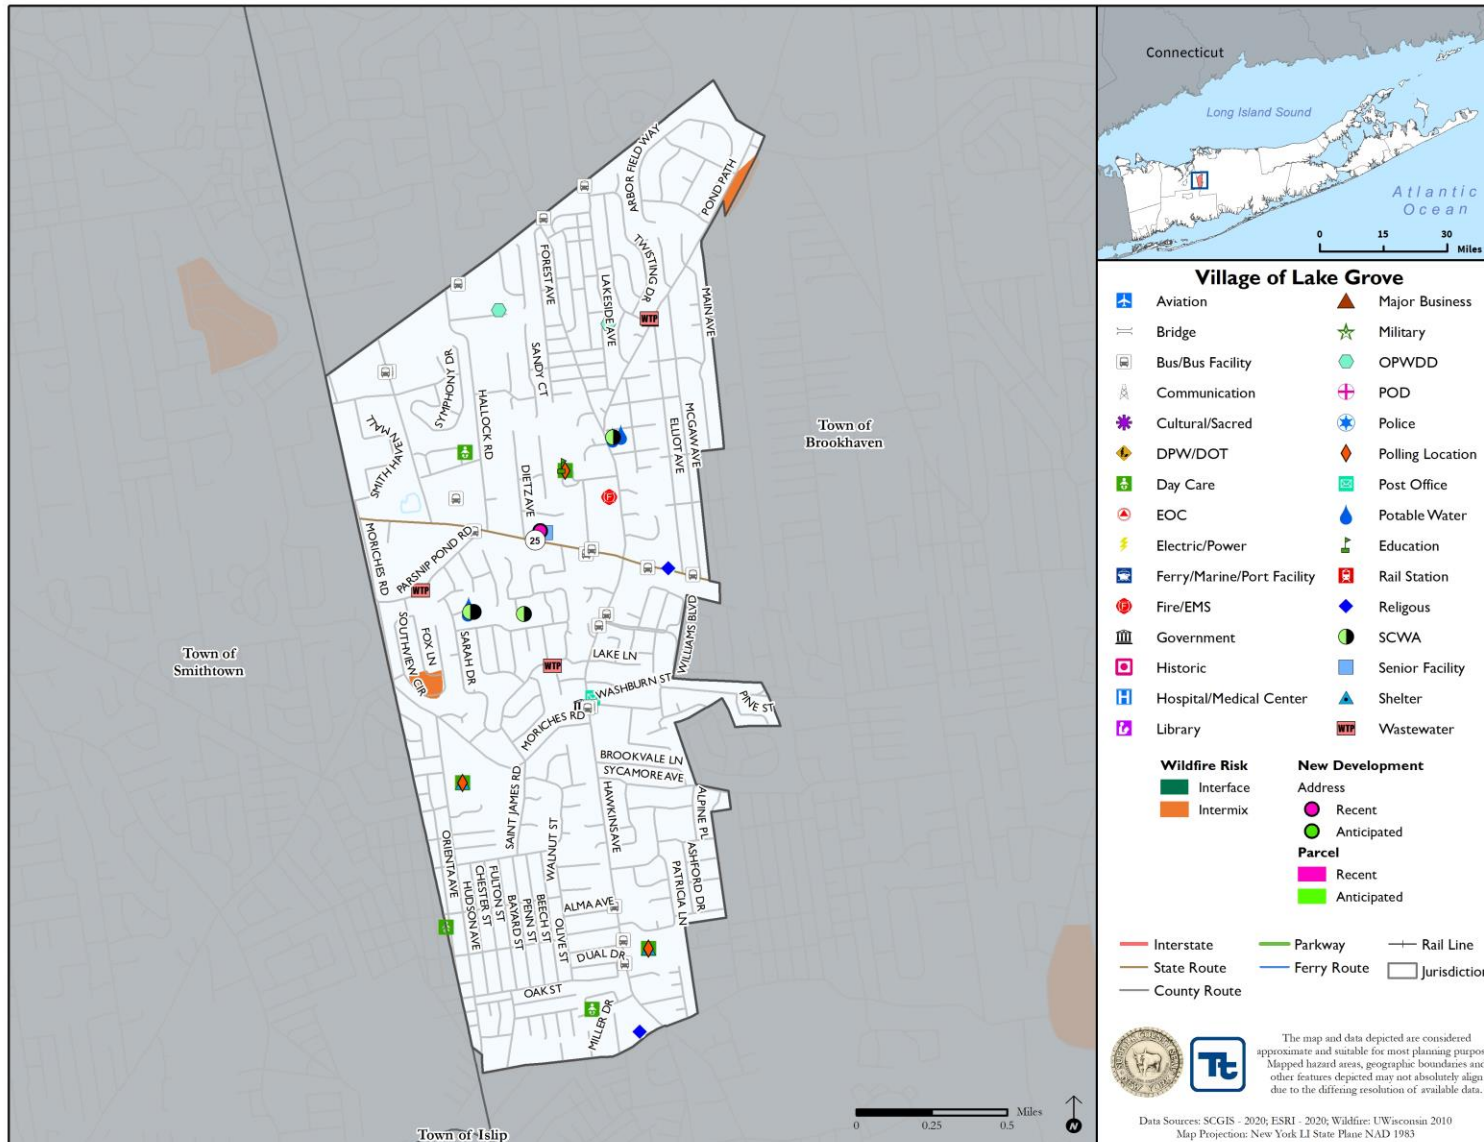 ARBOR FIELD WAY
POND PATH
TWISTING DR
FOREST AVE
LAKESIDE AVE
MAIN AVE
WTP
SANDY CT
SYMPHONY DR
HALLOCK RD
SMITH HAVEN MALL
MCGAW AVE
ELLIOT AVE
DIETZ AVE
Town of
Brookhaven
25
MORICHES RD
PARSNIP POND RD
WTP
SOUTHVIEW CIR
FOX LN
SARAH DR
WILLIAMS BLVD
Town of
Smithtown
LAKE LN
WTP
WASHBURN ST
PINE ST
MORICHES RD
BROOKVALE LN
SYCAMORE AVE
SAINT JAMES RD
HAWKINS AVE
ALPINE PL
WALNUT ST
ORIENTA AVE
HUDSON AVE
CHESTER ST
FULTON ST
BAYARD ST
PENN ST
BEECH ST
OLIVE ST
ASHFORD DR
PATRICIA LN
ALMA AVE
DUAL DR
OAK ST
MILLER DR
Town of Islip
Miles
0 0.25 0.5
N
Connecticut
Long Island Sound
Atlantic
Ocean
0 15 30
Miles
Village of Lake Grove
Aviation
Bridge
Bus/Bus Facility
Communication
Cultural/Sacred
DPW/DOT
Day Care
EOC
Electric/Power
Ferry/Marine/Port Facility
Fire/EMS
Government
Historic
Hospital/Medical Center
Library
Major Business
Military
OPWDD
POD
Police
Polling Location
Post Office
Potable Water
Education
Rail Station
Religous
SCWA
Senior Facility
Shelter
WTP Wastewater
Wildfire Risk
Interface
Intermix
New Development
Address
Recent
Anticipated
Parcel
Recent
Anticipated
Interstate
State Route
County Route
Parkway
Ferry Route
Rail Line
Jurisdiction
Tt
The map and data depicted are considered
approximate and suitable for most planning purpos
Mapped hazard areas, geographic boundaries and
other features depicted may not absolutely align
due to the differing resolution of available data.
Data Sources: SCGIS - 2020; ESRI - 2020; Wildfire: UWisconsin 2010
Map Projection: New York LI State Plane NAD 1983